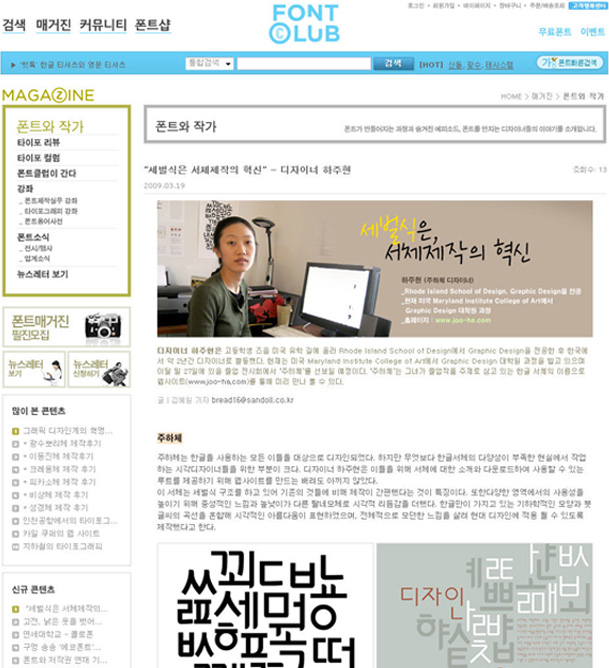 로그인 • 회원가입 • 마이페이지 • 장바구니 • 주문/배송조회 고객행복센터
검색 매거진 커뮤니티 폰트샵
FONT
CLUB
무료폰트 이벤트
▶ '헛톡' 한글 티셔츠와 영문 티셔츠
통합검색
검색
[HOT] 산돌, 광수, 태시스템
폰트빠른검색
MAGAZINE
폰트와 작가
타이포 리뷰
타이포 컬럼
폰트클럽이 간다
강좌
_ 폰트제작실무 강좌
_ 타이포그래피 강좌
_ 폰트용어사전
폰트소식
_ 전시/행사
_ 업계소식
뉴스레터 보기
폰트매거진
필진모집
뉴스레터
보기
뉴스레터
신청하기
많이 본 콘텐츠
그래픽 디자인계의 혁명...
• 광수뽀리체 제작후기
• 이동진체 제작 후기
• 크레용체 제작 후기
• 피카소체 제작 후기
• 비상체 제작 후기
• 성경체 제작 후기
인천공항에서의 타이포그...
카일 쿠퍼의 웹 사이트
지하철의 타이포그래피
신규 콘텐츠
"세벌식은 서체제작의...
고전, 낡은 옷을 벗어...
연세대학교 - 콜로폰
구멍 송송 '에코폰트'...
폰트와 저작권 연재 기...
HOME > 매거진 > 폰트와 작가
폰트와 작가
폰트가 만들어지는 과정과 숨겨진 에피소드, 폰트를 만지는 디자이너들의 이야기를 소개합니다.
"세벌식은 서체제작의 혁신" - 디자이너 하주현
조회수: 13
2009.03.19
세벌식은,
서체제작의 혁신
하주현 (주하체 디자이너)
_Rhode Island School of Design, Graphic Design을 전공
_현재 미국 Maryland Institute College of Art에서
Graphic Design 대학원 과정
_홈페이지 : www.joo-ha.com
디자이너 하주현은 고등학생 즈음 미국 유학 길에 올라 Rhode Island School of Design에서 Graphic Design을 전공한 후 한국에
서 약 2년간 디자이너로 활동했다. 현재는 미국 Maryland Institute College of Art에서 Graphic Design 대학원 과정을 밟고 있으며
이달 말 27일에 있을 졸업 전시회에서 '주하체'를 선보일 예정이다. '주하체'는 그녀가 졸업작품 주제로 삼고 있는 한글 서체의 이름으로
웹사이트(www.joo-ha.com)를 통해 미리 만나 볼 수 있다.
글 | 김혜일 기자 bread16@sandoll.co.kr
주하체
주하체는 한글을 사용하는 모든 이들을 대상으로 디자인되었다. 하지만 무엇보다 한글서체의 다양성이 부족한 현실에서 작업
하는 시각디자이너들을 위한 부분이 크다. 디자이너 하주현은 이들을 위해 서체에 대한 소개와 다운로드하여 사용할 수 있는
루트를 제공하기 위해 웹사이트를 만드는 배려도 아끼지 않았다.
이 서체는 세벌식 구조를 하고 있어 기존의 것들에 비해 제작이 간편했다는 것이 특징이다. 또한다양한 영역에서의 사용성을
높이기 위해 중성적인 느낌과 높낮이가 다른 탈네모체로 시각적 리듬감을 더했다. 한글만이 가지고 있는 기하학적인 모양과 붓
글씨의 곡선을 혼합해 시각적인 아름다움이 표현하였으며, 전체적으로 모던한 느낌을 살려 현대 디자인에 적용 될 수 있도록
제작했다고 한다.
디자인